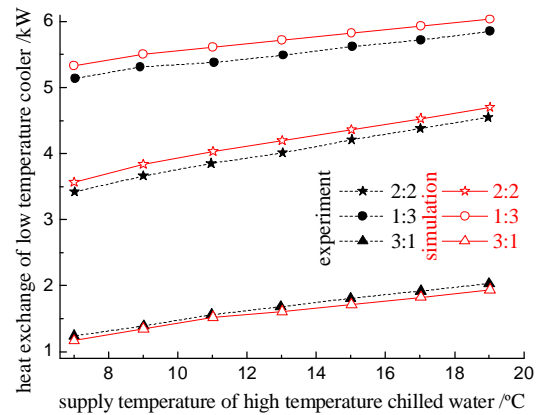 heat exchange of low temperature cooler /kW
6
5
4
3
2
1
experiment
2:2
1:3
3:1
simulation
2:2
1:3
3:1
8 10 12 14 16 18 20
supply temperature of high temperature chilled water /°C